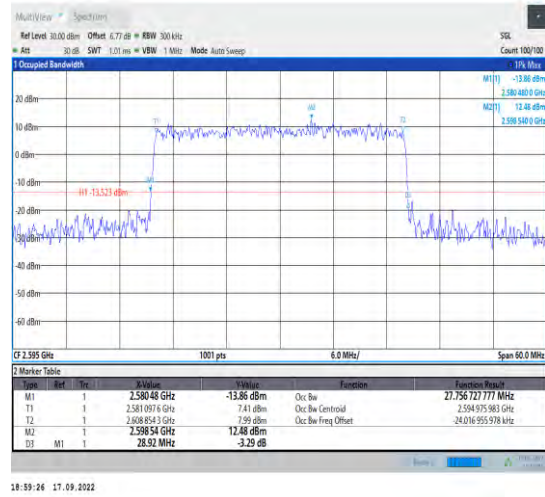 MultiView Spectrum
Ref Level 30.00 dBm Offset 6.77 dB RBW 300 kHz SGL
Att 30 dB SWT 1.01 ms VBW 1 MHz Mode Auto Sweep Count 100/100
1 Occupied Bandwidth 1Pk Max
M1[1] -13.86 dBm
2.580 480 0 GHz
20 dBm M2[1] 12.48 dBm
2.598 540 0 GHz
M2
T1 T2
10 dBm
0 dBm
M1
-10 dBm
H1 -13.523 dBm
-20 dBm
-30 dBm
-40 dBm
-50 dBm
-60 dBm
CF 2.595 GHz 1001 pts 6.0 MHz/ Span 60.0 MHz
2 Marker Table
Type Ref Trc X-Value Y-Value Function Function Result
M1 1 2.580 48 GHz -13.86 dBm Occ Bw 27.756 727 777 MHz
T1 1 2.581 097 6 GHz 7.41 dBm Occ Bw Centroid 2.594 975 983 GHz
T2 1 2.608 854 3 GHz 7.99 dBm Occ Bw Freq Offset -24.016 955 978 kHz
M2 1 2.598 54 GHz 12.48 dBm
D3 M1 1 28.92 MHz -3.29 dB
18:59:26 17.09.2022